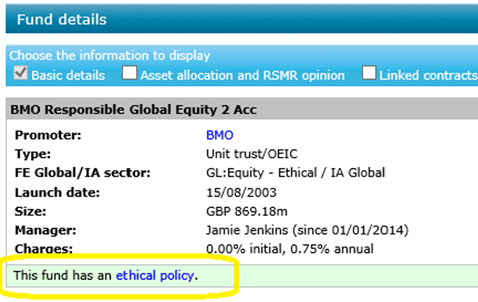 Fund details
Choose the information to display
Basic details Asset allocation and RSMR opinion Linked contracts
BMO Responsible Global Equity 2 Acc
Promoter: BMO
Type: Unit trust/OEIC
FE Global/IA sector: GL:Equity - Ethical / IA Global
Launch date: 15/08/2003
Size: GBP 869.18m
Manager: Jamie Jenkins (since 01/01/2014)
Charges: 0.00% initial, 0.75% annual
This fund has an ethical policy.